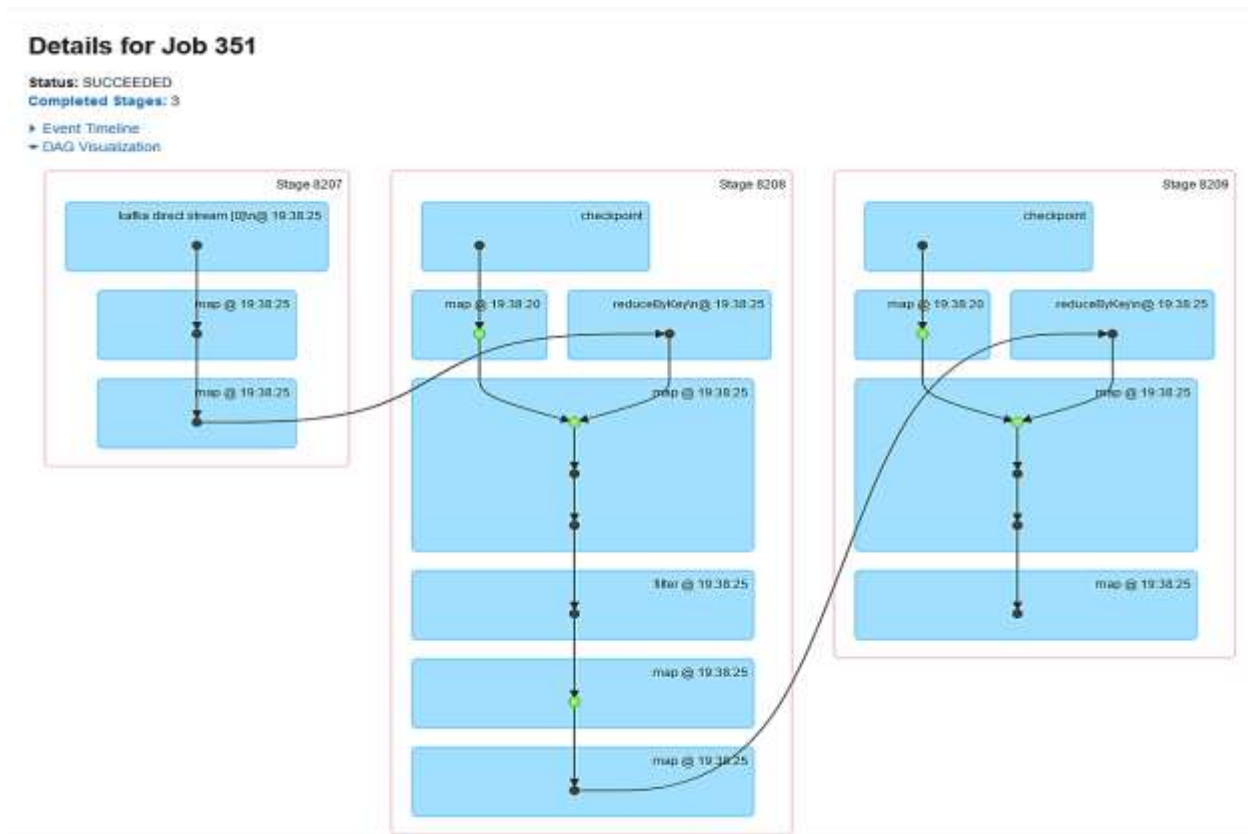 Details for Job 351
Status: SUCCEEDED
Completed Stages: 3
Event Timeline
DAG Visualization
Stage 8207
kafka direct stream [0]\n@ 19:38:25
map @ 19:38:25
map @ 19:38:25
Stage 8208
checkpoint
map @ 19:38:20
reduceByKey\n@ 19:38:25
map @ 19:38:25
filter @ 19:38:25
map @ 19:38:25
map @ 19:38:25
Stage 8209
checkpoint
map @ 19:38:20
reduceByKey\n@ 19:38:25
map @ 19:38:25
map @ 19:38:25